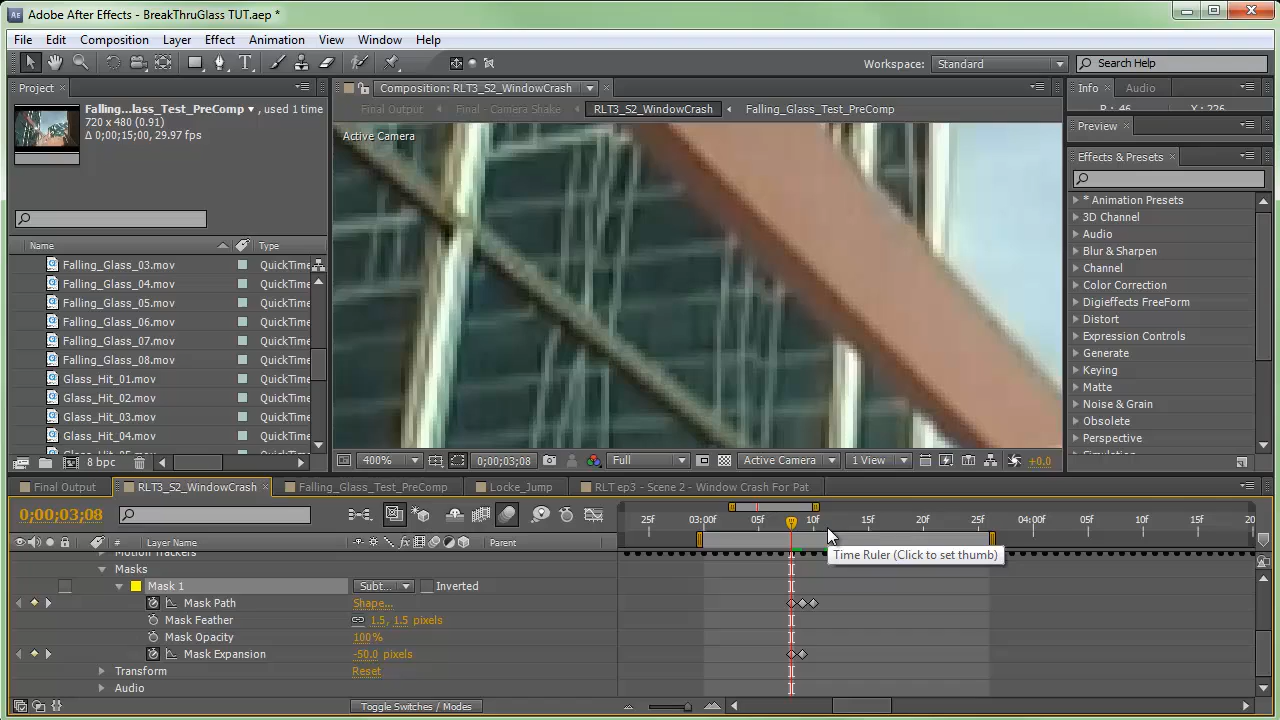 Adobe After Effects - BreakThruGlass TUT.aep *
File Edit Composition Layer Effect Animation View Window Help
Workspace: Standard Search Help
Project
Falling...lass_Test_PreComp , used 1 time
720 x 480 (0.91)
Δ 0;00;15;00, 29.97 fps
Name Type
Falling_Glass_03.mov QuickTime
Falling_Glass_04.mov QuickTime
Falling_Glass_05.mov QuickTime
Falling_Glass_06.mov QuickTime
Falling_Glass_07.mov QuickTime
Falling_Glass_08.mov QuickTime
Glass_Hit_01.mov QuickTime
Glass_Hit_02.mov QuickTime
Glass_Hit_03.mov QuickTime
Glass_Hit_04.mov QuickTime
8 bpc
Composition: RLT3_S2_WindowCrash
Final Output Final - Camera Shake RLT3_S2_WindowCrash Falling_Glass_Test_PreComp
Active Camera
400% 0;00;03;08 Full Active Camera 1 View +0.0
Info Audio
R : 46 X : 226
Preview
Effects & Presets
* Animation Presets
3D Channel
Audio
Blur & Sharpen
Channel
Color Correction
Digieffects FreeForm
Distort
Expression Controls
Generate
Keying
Matte
Noise & Grain
Obsolete
Perspective
Simulation
Final Output RLT3_S2_WindowCrash Falling_Glass_Test_PreComp Locke_Jump RLT ep3 - Scene 2 - Window Crash For Pat
0;00;03;08
25f 03:00f 05f 10f 15f 20f 25f 04:00f 05f 10f 15f 20
# Layer Name Parent
Time Ruler (Click to set thumb)
Motion Trackers
Masks
Mask 1 Subt... Inverted
Mask Path Shape...
Mask Feather 1.5, 1.5 pixels
Mask Opacity 100%
Mask Expansion -50.0 pixels
Transform Reset
Audio
Toggle Switches / Modes